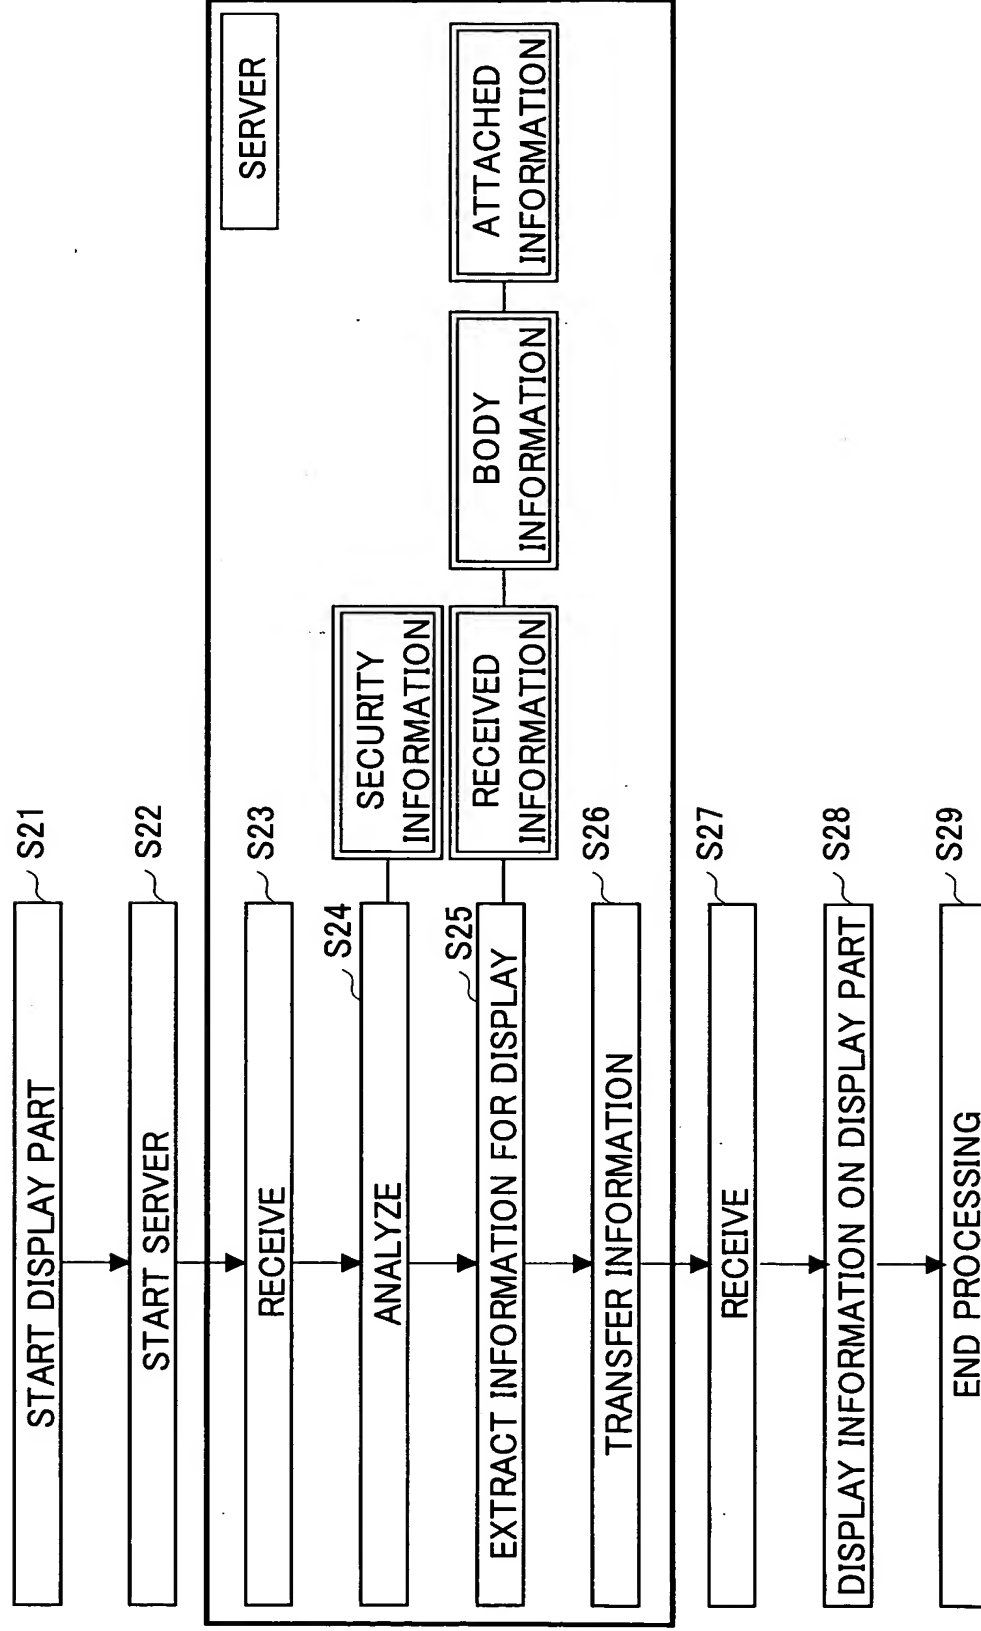 START DISPLAY PART
S21
START SERVER
S22
SERVER
RECEIVE
S23
ANALYZE
S24
SECURITY
INFORMATION
EXTRACT INFORMATION FOR DISPLAY
S25
RECEIVED
INFORMATION
BODY
INFORMATION
ATTACHED
INFORMATION
TRANSFER INFORMATION
S26
RECEIVE
S27
DISPLAY INFORMATION ON DISPLAY PART
S28
END PROCESSING
S29